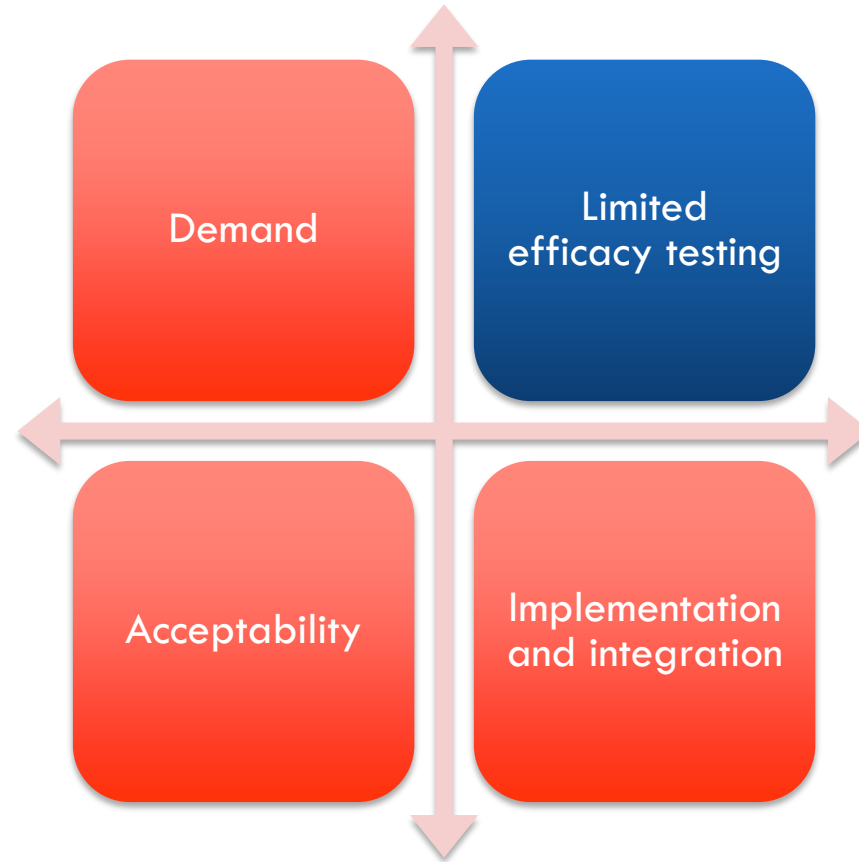 Demand
Limited
efficacy testing
Acceptability
Implementation
and integration